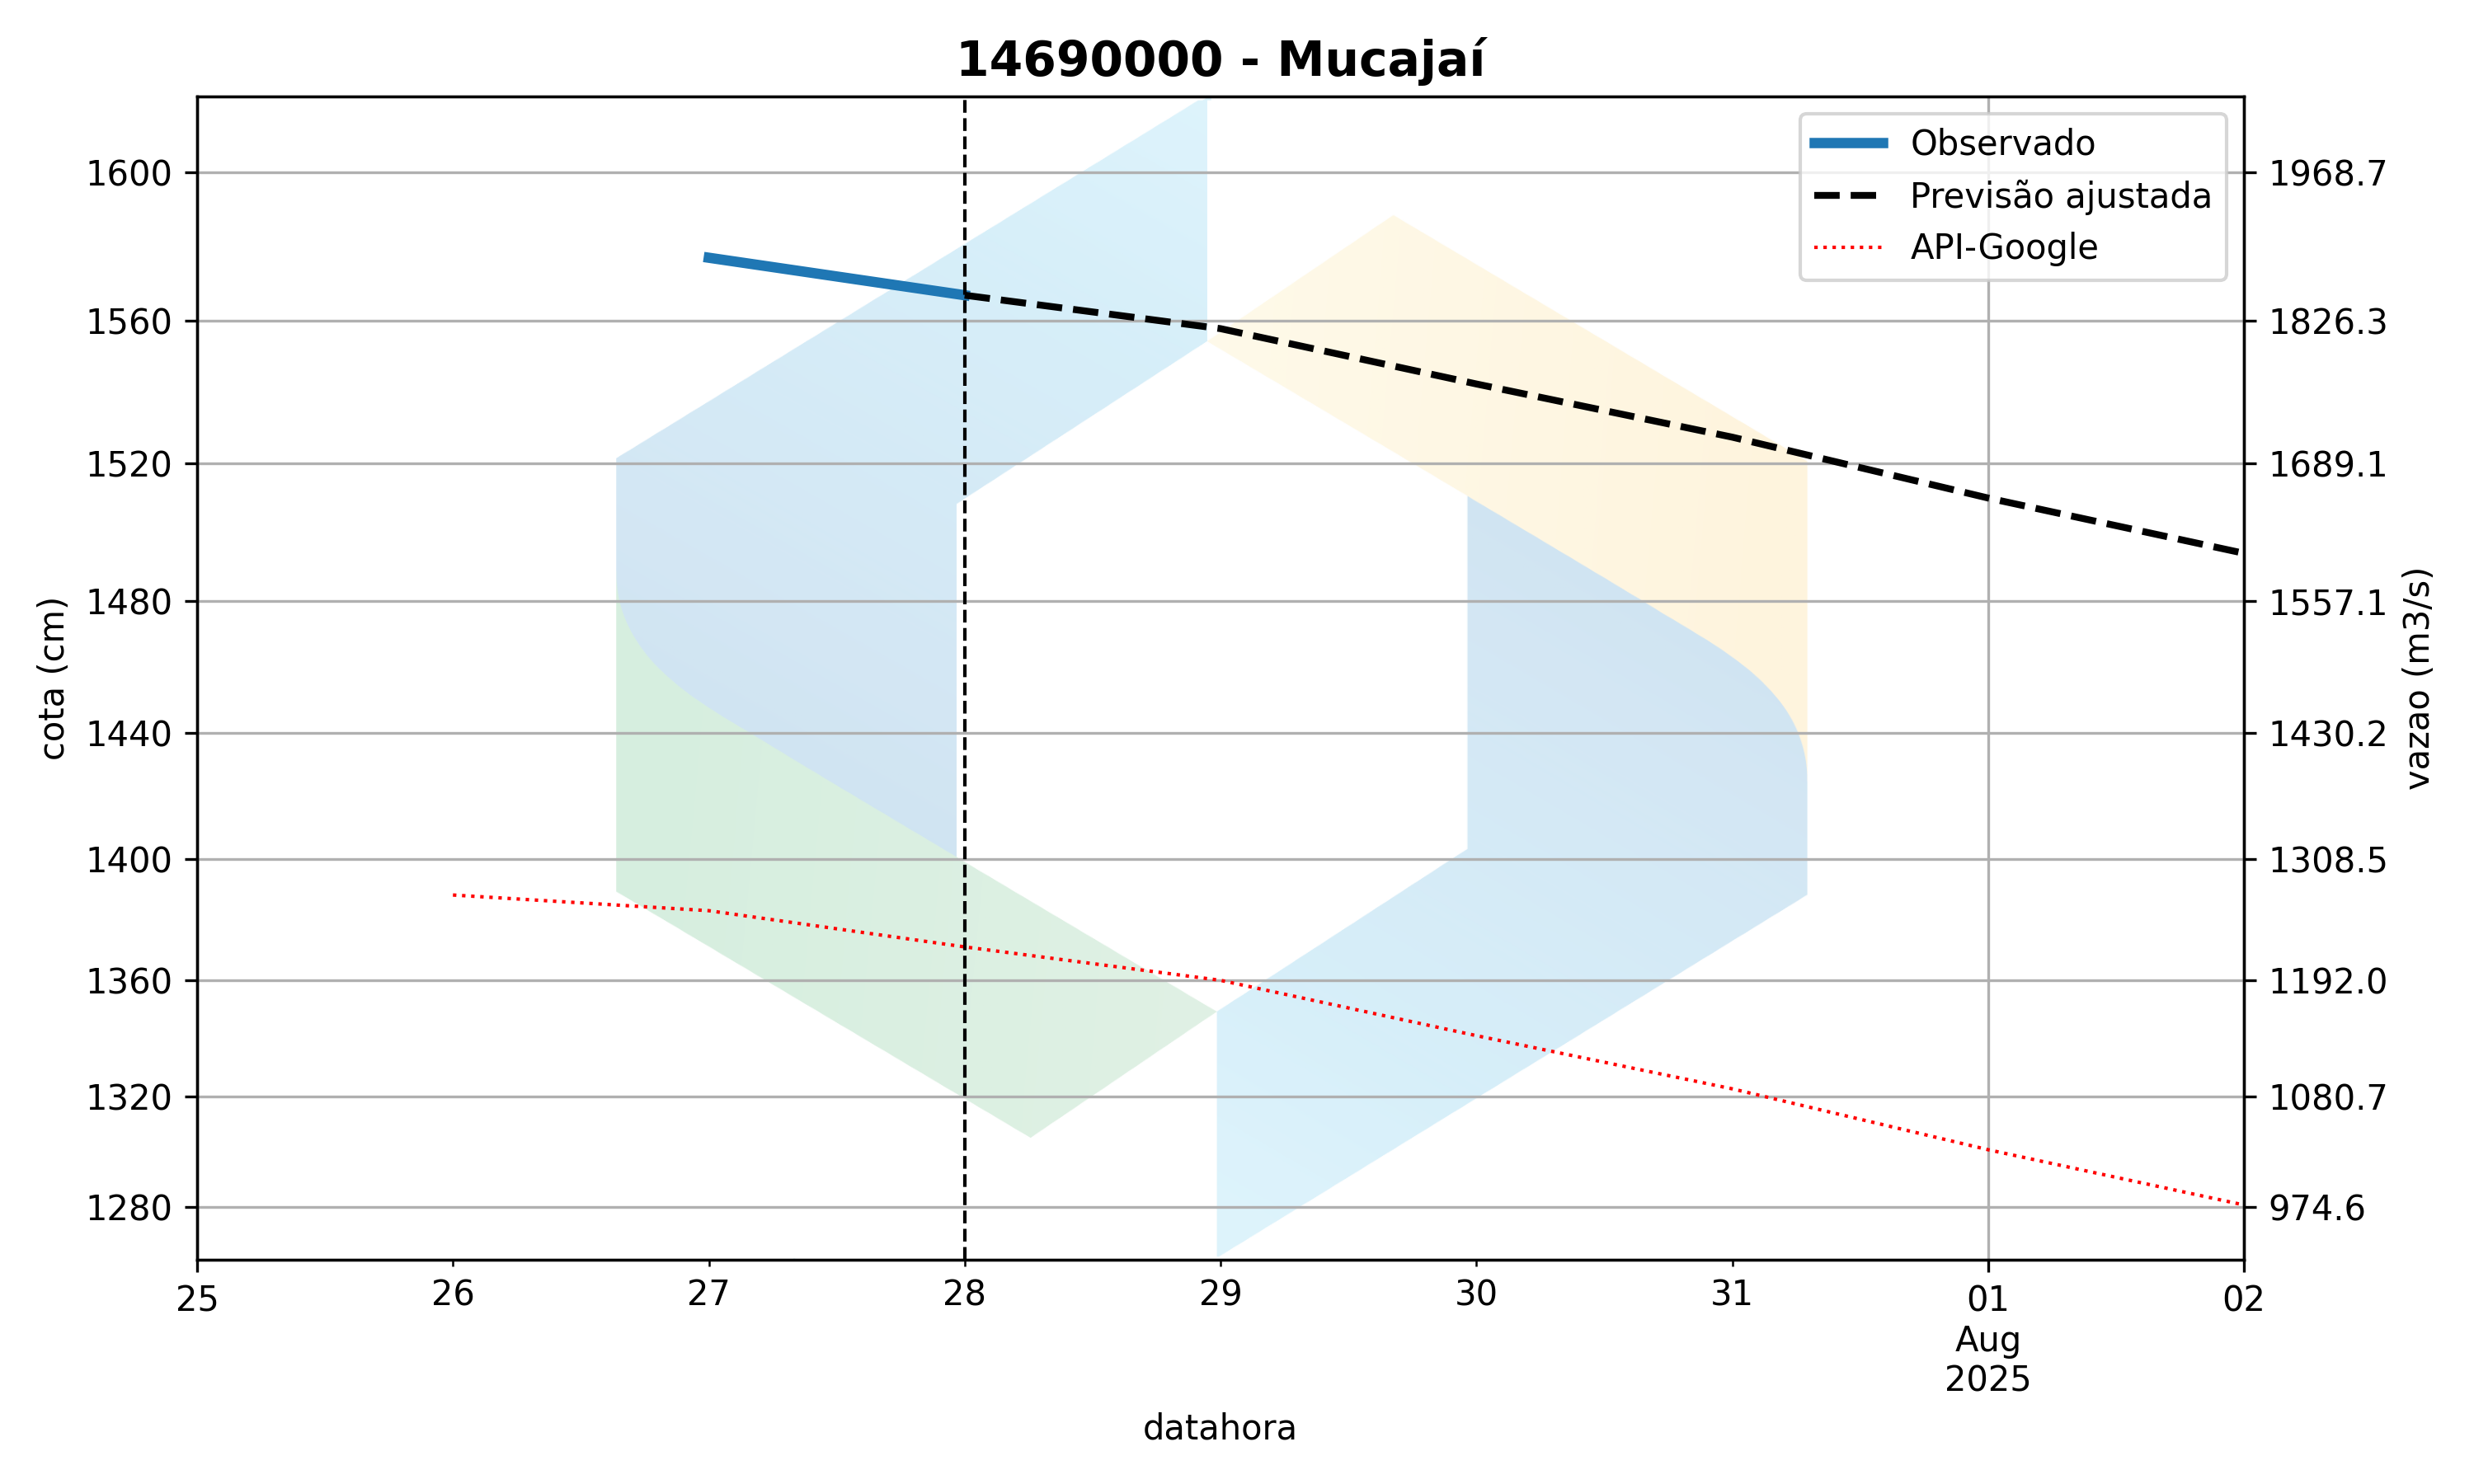 14690000 - Mucajaí
Observado
Previsão ajustada
API-Google
1600
1560
1520
1480
1440
1400
1360
1320
1280
cota (cm)
1968.7
1826.3
1689.1
1557.1
1430.2
1308.5
1192.0
1080.7
974.6
vazao (m3/s)
25 26 27 28 29 30 31 01 02
Aug
2025
datahora